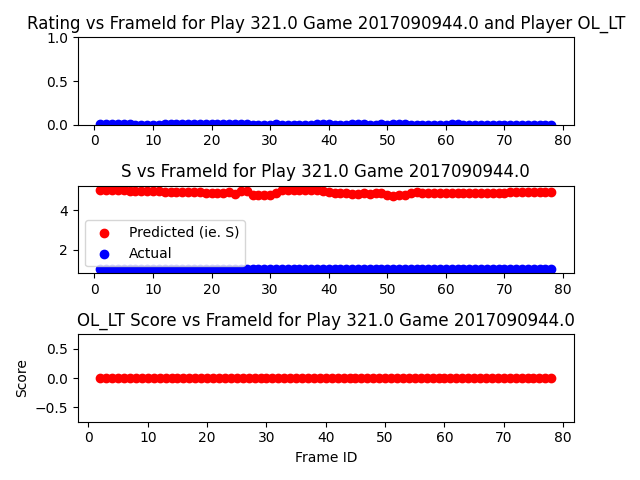 Rating vs FrameId for Play 321.0 Game 2017090944.0 and Player OL_LT
1.0
0.5
0.0
0 10 20 30 40 50 60 70 80
S vs FrameId for Play 321.0 Game 2017090944.0
4
2
Predicted (ie. S)
Actual
0 10 20 30 40 50 60 70 80
OL_LT Score vs FrameId for Play 321.0 Game 2017090944.0
Score
0.5
0.0
−0.5
0 10 20 30 40 50 60 70 80
Frame ID